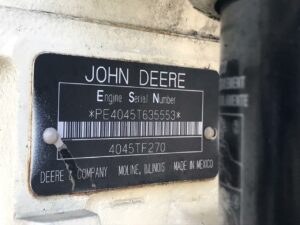 JOHN DEERE
Engine Serial Number
*PE4045T635553*
4045TF270
DEERE & COMPANY MOLINE, ILLINOIS MADE IN MEXICO